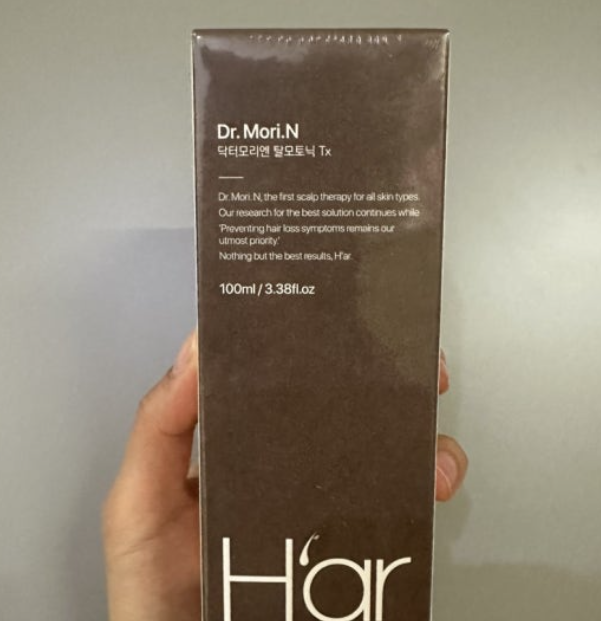 Dr. Mori.N
닥터모리엔 탈모토닉 Tx
Dr. Mori. N, the first scalp therapy for all skin types.
Our research for the best solution continues while
'Preventing hair loss symptoms remains our
utmost priority.'
Nothing but the best results, H'ar.
100ml / 3.38fl.oz
H'ar